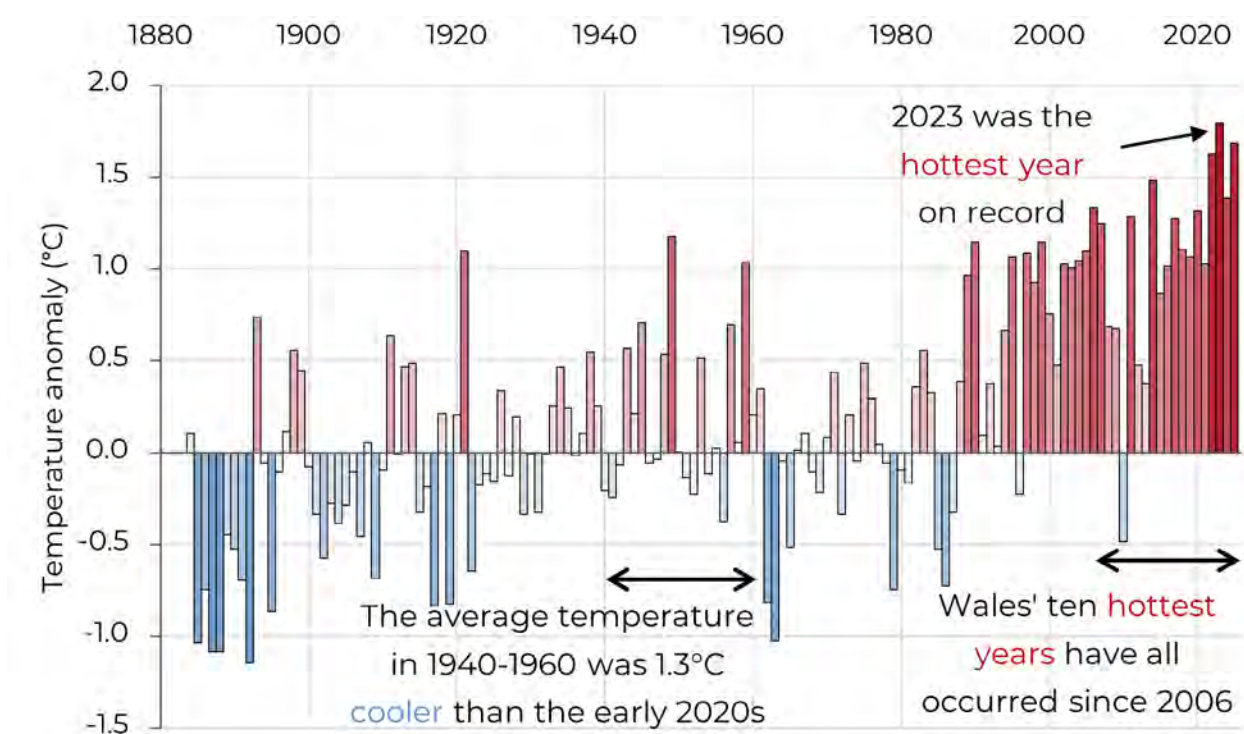 1880 1900 1920 1940 1960 1980 2000 2020
2.0
1.5
1.0
0.5
0.0
-0.5
-1.0
-1.5
Temperature anomaly (°C)
2023 was the
hottest year
on record
The average temperature
in 1940-1960 was 1.3°C
cooler than the early 2020s
Wales' ten hottest
years have all
occurred since 2006